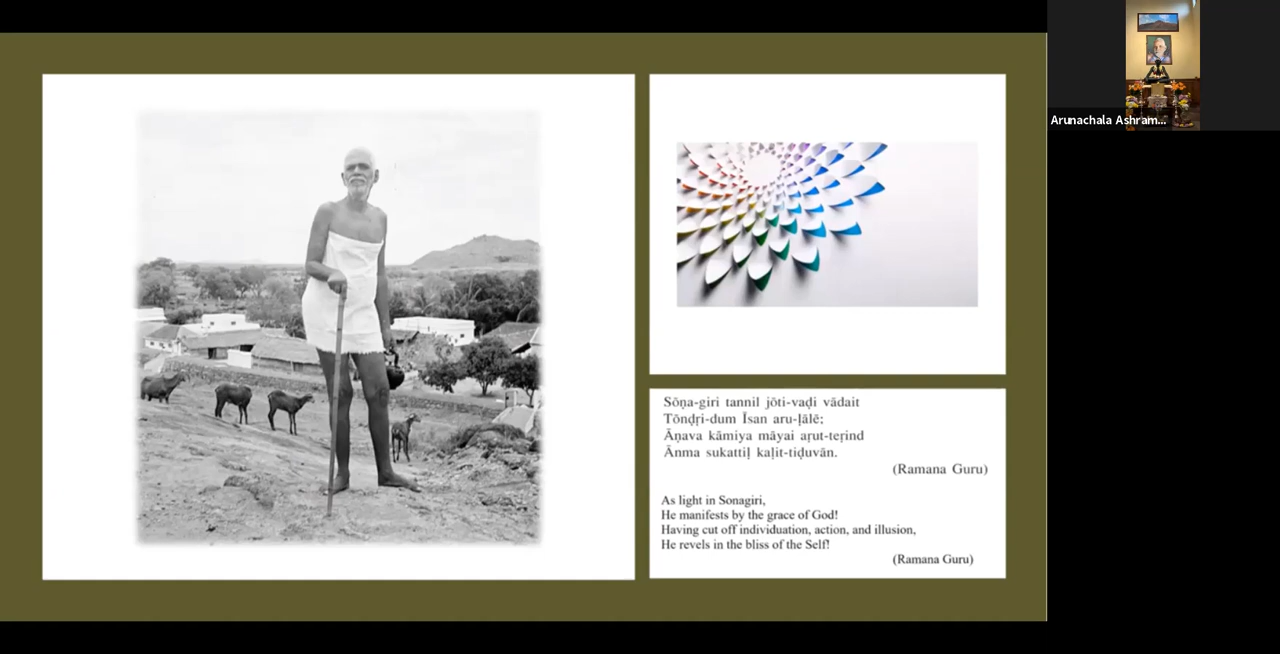 Sōṇa-giri tannil jōti-vaḍi vādait
Tōndṛi-dum Īsan aru-ḷālē;
Āṇava kāmiya māyai aṛut-teṛind
Ānma sukattiḷ kaḷit-tiḍuvān.
(Ramana Guru)
As light in Sonagiri,
He manifests by the grace of God!
Having cut off individuation, action, and illusion,
He revels in the bliss of the Self!
(Ramana Guru)
Arunachala Ashram...